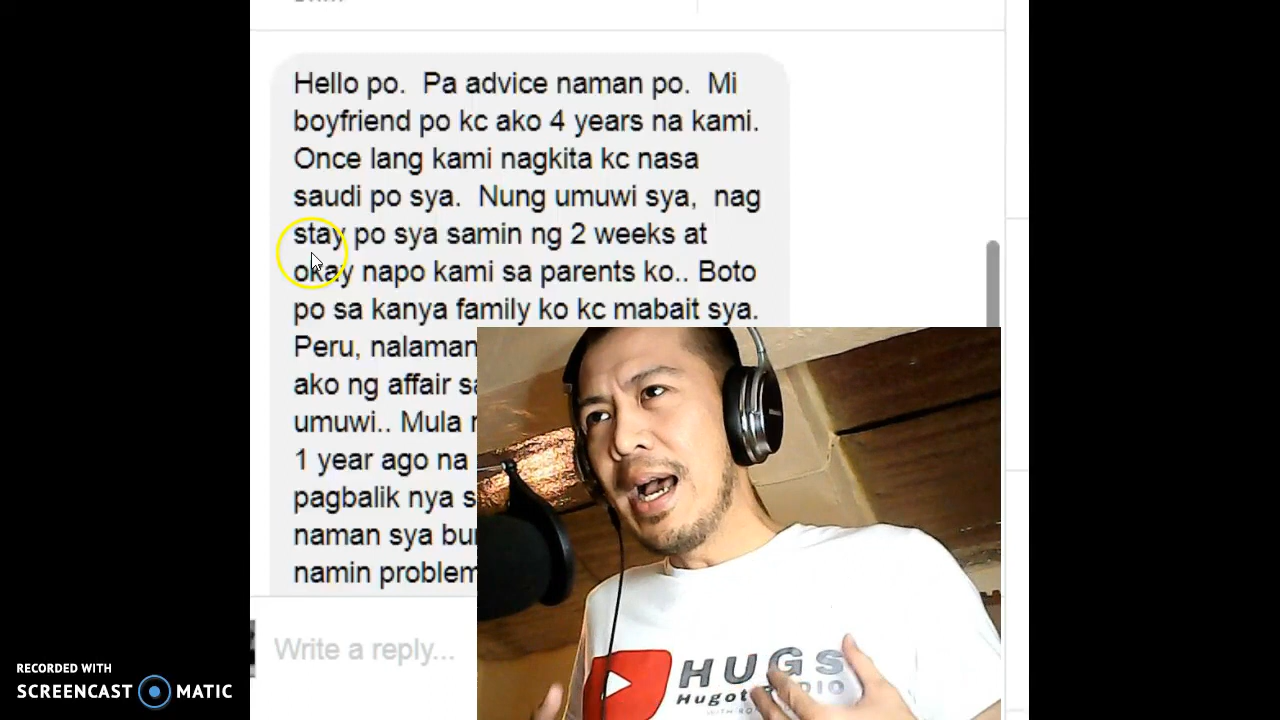 Hello po. Pa advice naman po. Mi
boyfriend po kc ako 4 years na kami.
Once lang kami nagkita kc nasa
saudi po sya. Nung umuwi sya, nag
stay po sya samin ng 2 weeks at
okay napo kami sa parents ko.. Boto
po sa kanya family ko kc mabait sya.
Peru, nalaman
ako ng affair
umuwi.. Mula
1 year ago na
pagbalik nya
naman sya
namin
Write a reply...
HUGS
Hugot RADIO
RECORDED WITH
SCREENCAST MATIC